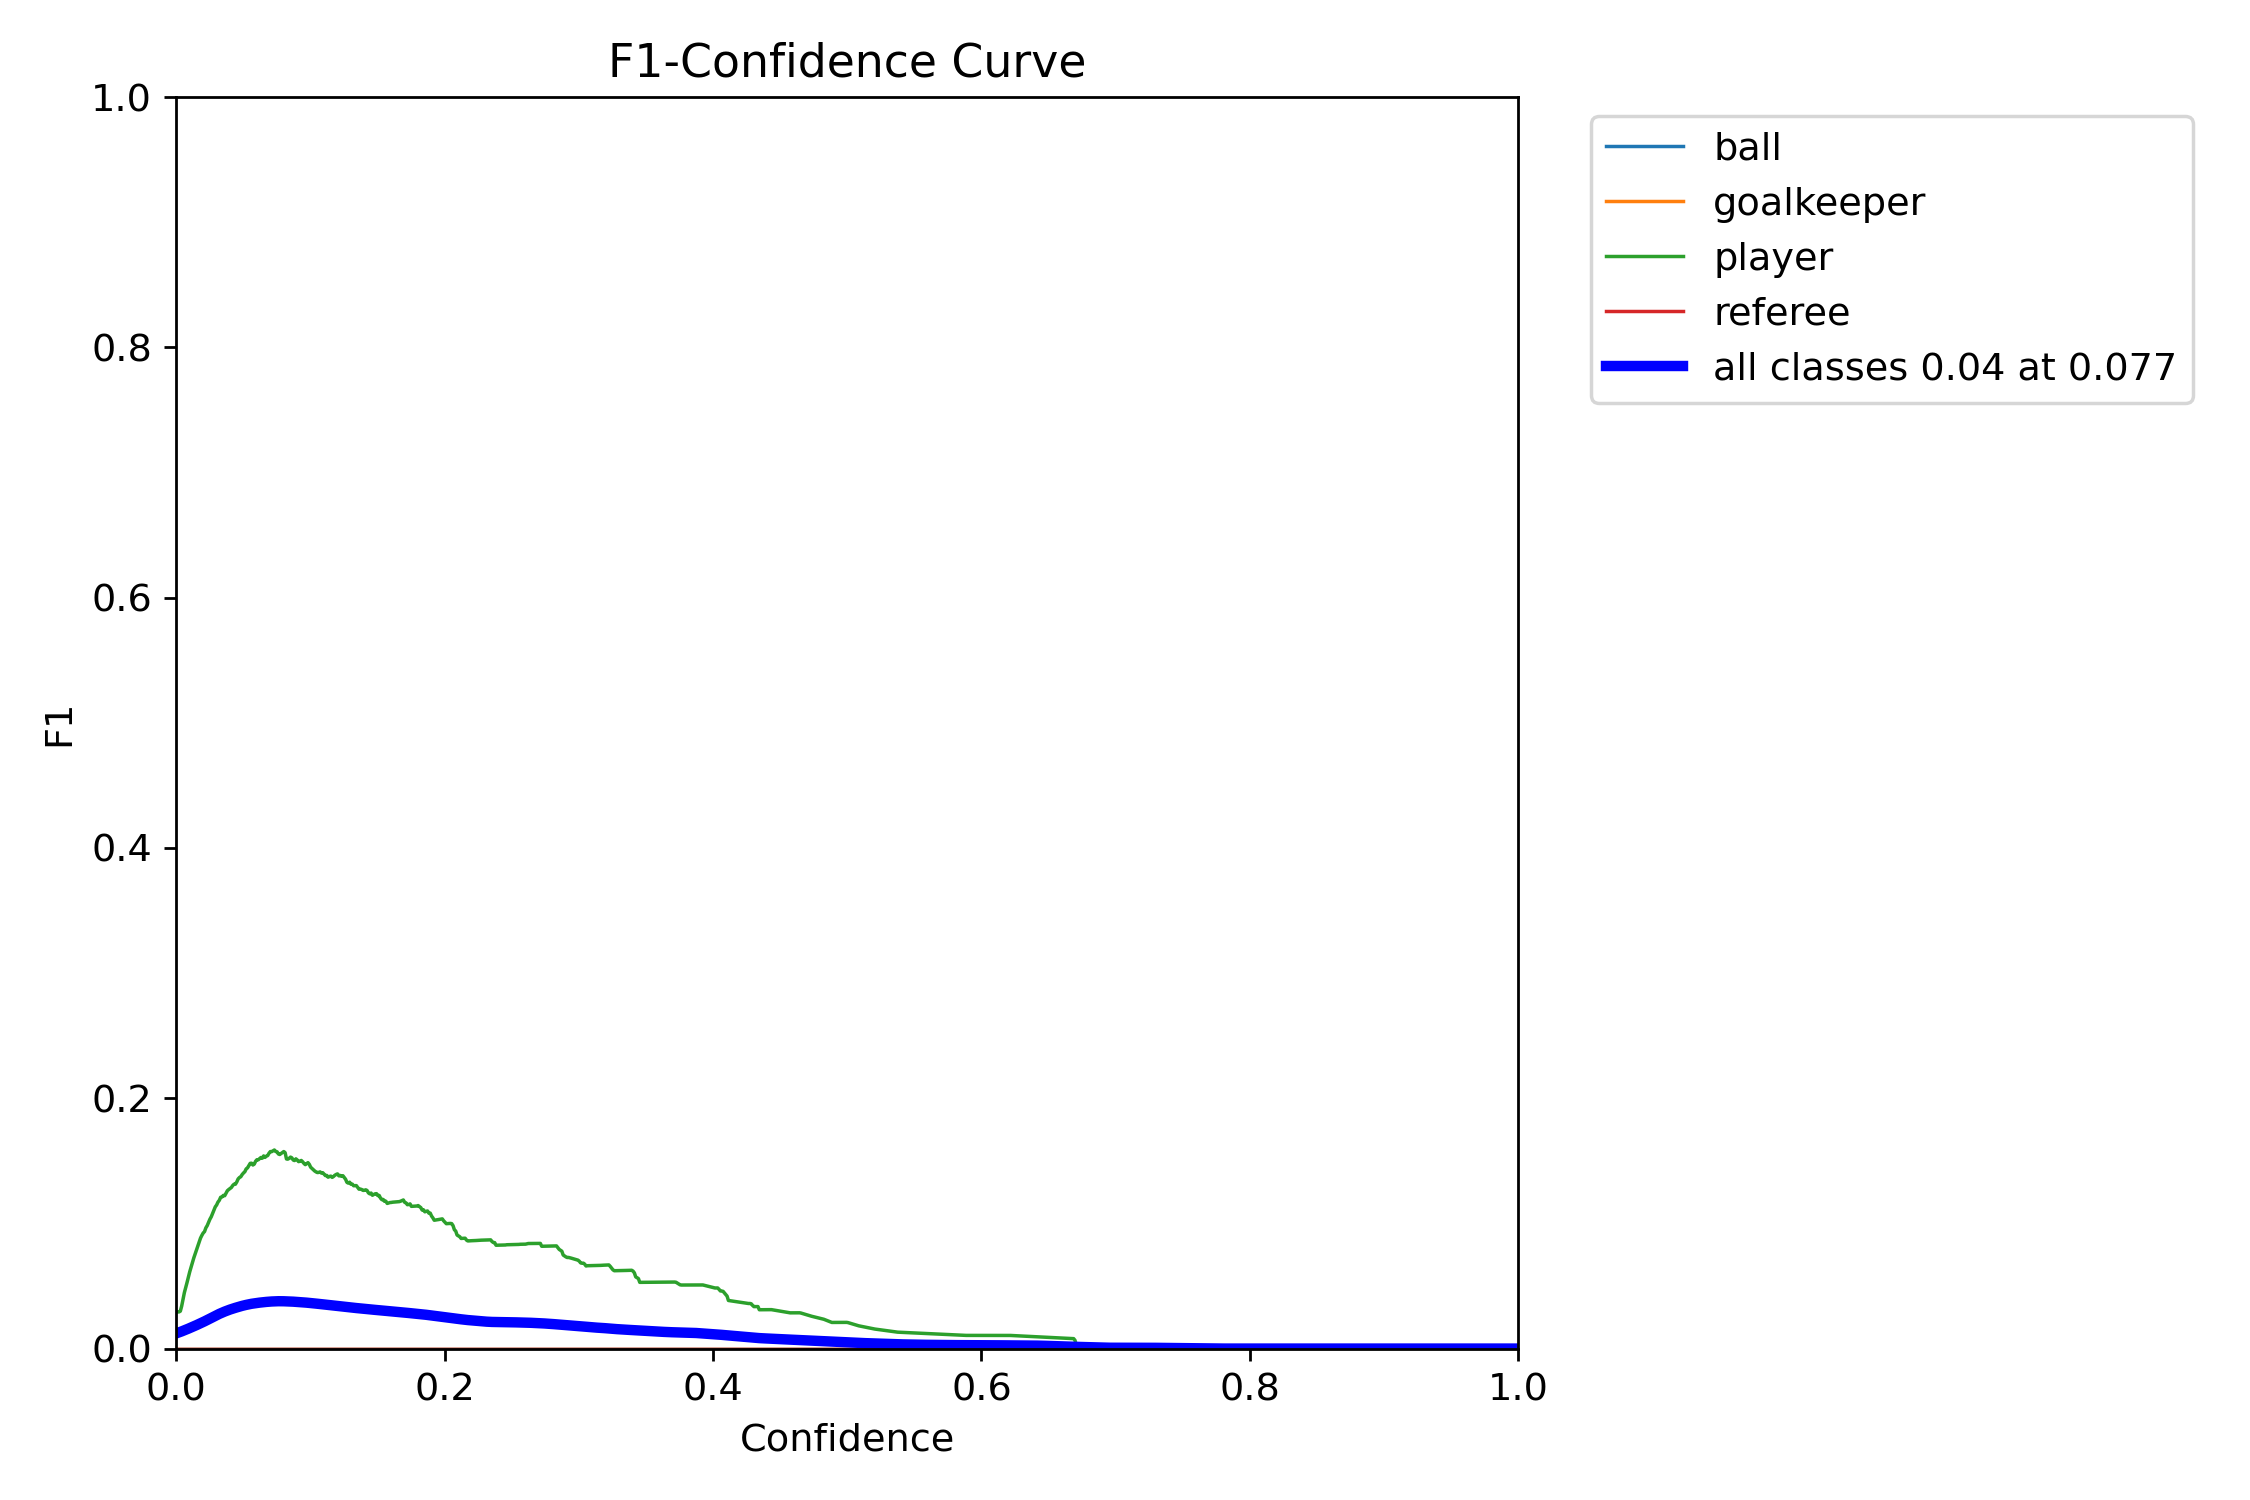 F1-Confidence Curve
1.0
0.8
0.6
0.4
0.2
0.0
F1
0.0 0.2 0.4 0.6 0.8 1.0
Confidence
ball
goalkeeper
player
referee
all classes 0.04 at 0.077